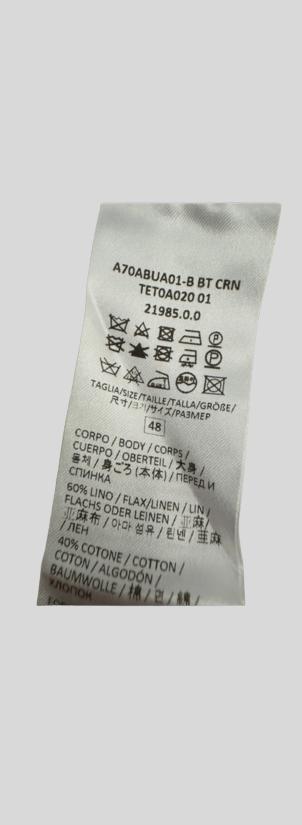 A70ABUA01-B BT CRN
TET0A020 01
21985.0.0
TAGLIA/SIZE/TAILLE/TALLA/GRÖßE/
尺寸/크기/サイズ/РАЗМЕР
48
CORPO / BODY / CORPS /
CUERPO / OBERTEIL / 大身 /
몸체 / 身ごろ (本体) / ПЕРЕД И
СПИНКА
60% LINO / FLAX/LINEN / LIN /
FLACHS ODER LEINEN / 亚麻/
亚麻布 / 아마 섬유 / 린넨 / 亜麻
/ ЛЕН
40% COTONE / COTTON /
COTON / ALGODÓN /
BAUMWOLLE / 棉 / 면 / 綿 /
ХЛОПОК